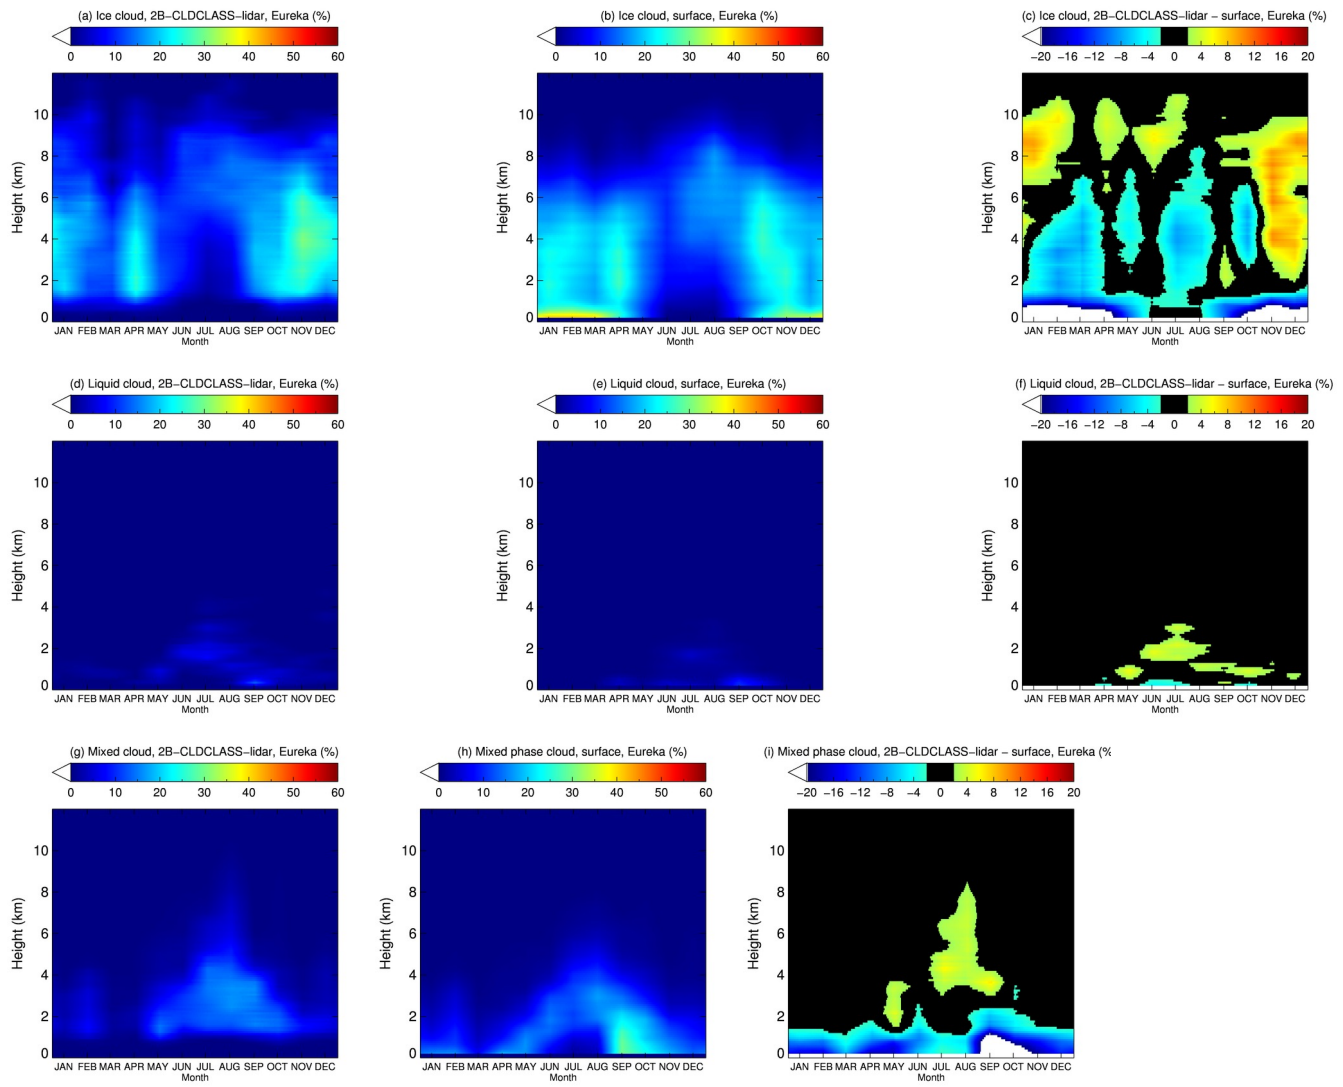 (a) Ice cloud, 2B−CLDCLASS−lidar, Eureka (%)
0 10 20 30 40 50 60
Height (km)
10
8
6
4
2
0
JAN FEB MAR APR MAY JUN JUL AUG SEP OCT NOV DEC
Month
(b) Ice cloud, surface, Eureka (%)
0 10 20 30 40 50 60
Height (km)
10
8
6
4
2
0
JAN FEB MAR APR MAY JUN JUL AUG SEP OCT NOV DEC
Month
(c) Ice cloud, 2B−CLDCLASS−lidar − surface, Eureka (%)
−20 −16 −12 −8 −4 0 4 8 12 16 20
Height (km)
10
8
6
4
2
0
JAN FEB MAR APR MAY JUN JUL AUG SEP OCT NOV DEC
Month
(d) Liquid cloud, 2B−CLDCLASS−lidar, Eureka (%)
0 10 20 30 40 50 60
Height (km)
10
8
6
4
2
0
JAN FEB MAR APR MAY JUN JUL AUG SEP OCT NOV DEC
Month
(e) Liquid cloud, surface, Eureka (%)
0 10 20 30 40 50 60
Height (km)
10
8
6
4
2
0
JAN FEB MAR APR MAY JUN JUL AUG SEP OCT NOV DEC
Month
(f) Liquid cloud, 2B−CLDCLASS−lidar − surface, Eureka (%)
−20 −16 −12 −8 −4 0 4 8 12 16 20
Height (km)
10
8
6
4
2
0
JAN FEB MAR APR MAY JUN JUL AUG SEP OCT NOV DEC
Month
(g) Mixed cloud, 2B−CLDCLASS−lidar, Eureka (%)
0 10 20 30 40 50 60
Height (km)
10
8
6
4
2
0
JAN FEB MAR APR MAY JUN JUL AUG SEP OCT NOV DEC
Month
(h) Mixed phase cloud, surface, Eureka (%)
0 10 20 30 40 50 60
Height (km)
10
8
6
4
2
0
JAN FEB MAR APR MAY JUN JUL AUG SEP OCT NOV DEC
Month
(i) Mixed phase cloud, 2B−CLDCLASS−lidar − surface, Eureka (%
−20 −16 −12 −8 −4 0 4 8 12 16 20
Height (km)
10
8
6
4
2
0
JAN FEB MAR APR MAY JUN JUL AUG SEP OCT NOV DEC
Month